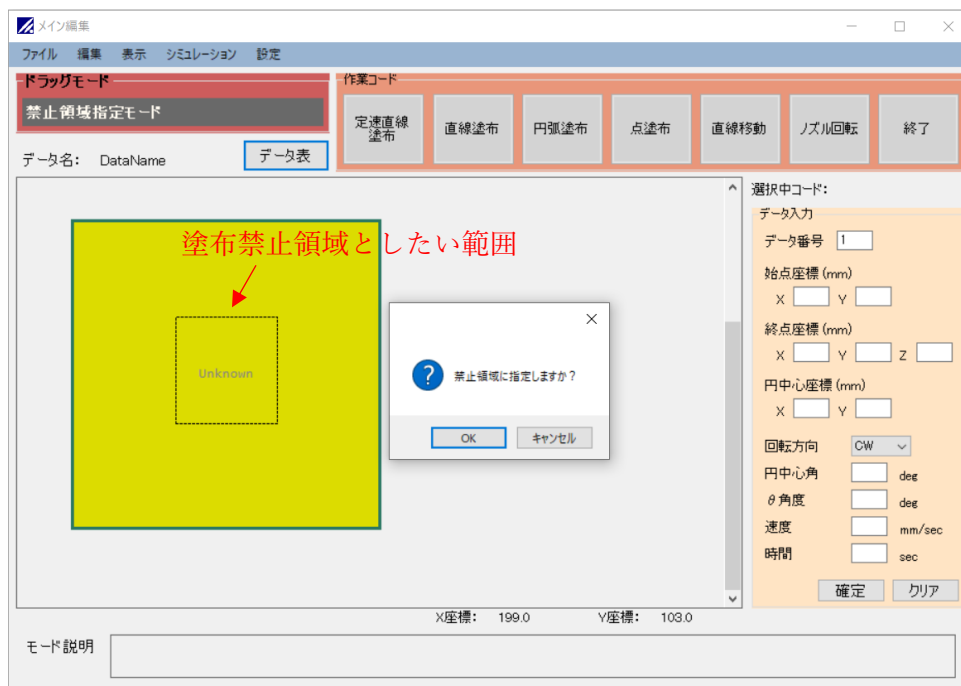 メイン編集
ファイル 編集 表示 シミュレーション 設定
ドラッグモード
禁止領域指定モード
データ名: DataName
データ表
作業コード
定速直線
塗布
直線塗布
円弧塗布
点塗布
直線移動
ノズル回転
終了
塗布禁止領域としたい範囲
Unknown
禁止領域に指定しますか?
OK
キャンセル
選択中コード:
データ入力
データ番号 1
始点座標(mm)
X Y
終点座標(mm)
X Y Z
円中心座標(mm)
X Y
回転方向 CW
円中心角 deg
θ角度 deg
速度 mm/sec
時間 sec
確定 クリア
X座標: 199.0 Y座標: 103.0
モード説明